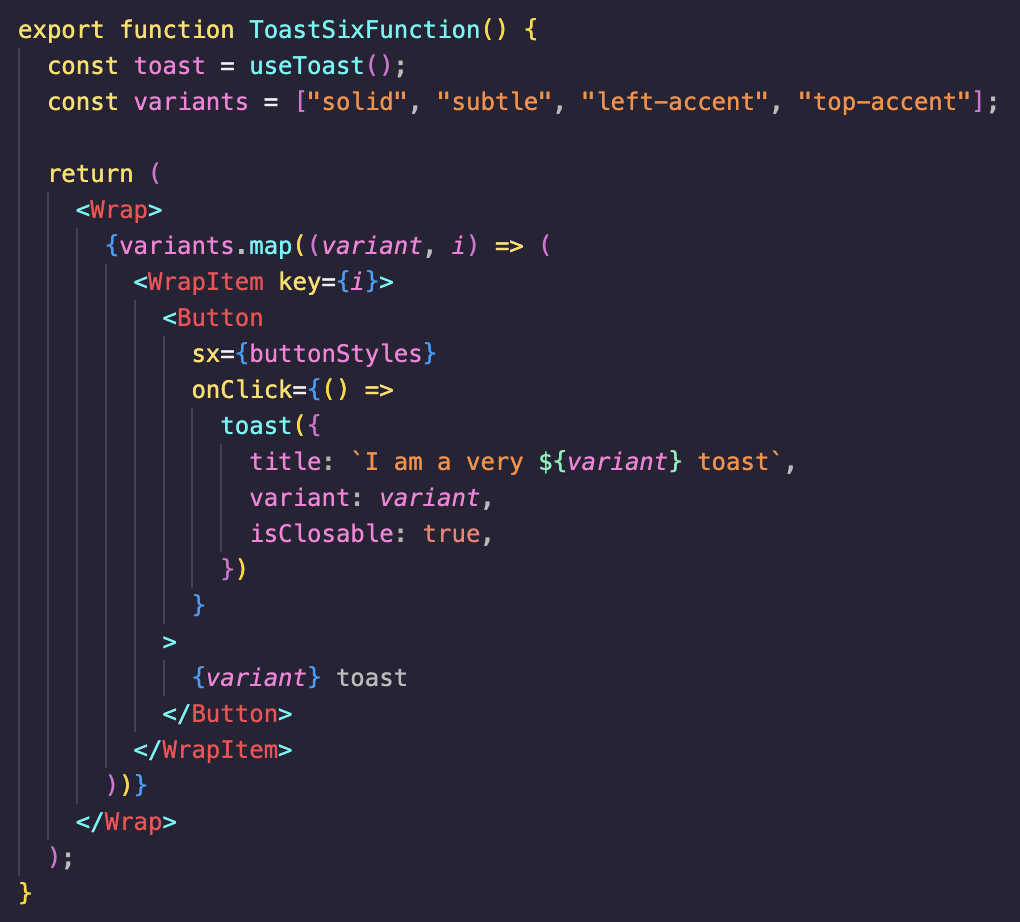 export function ToastSixFunction() {
  const toast = useToast();
  const variants = ["solid", "subtle", "left-accent", "top-accent"];

  return (
    <Wrap>
      {variants.map((variant, i) => (
        <WrapItem key={i}>
          <Button
            sx={buttonStyles}
            onClick={() =>
              toast({
                title: `I am a very ${variant} toast`,
                variant: variant,
                isClosable: true,
              })
            }
          >
            {variant} toast
          </Button>
        </WrapItem>
      ))}
    </Wrap>
  );
}